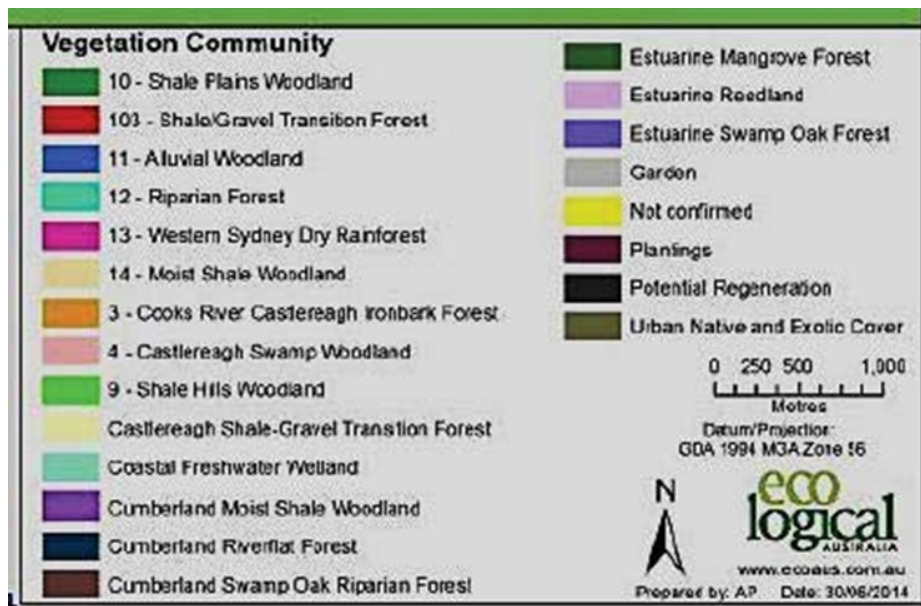 Vegetation Community
10 - Shale Plains Woodland
103 - Shale/Gravel Transition Forest
11 - Alluvial Woodland
12 - Riparian Forest
13 - Western Sydney Dry Rainforest
14 - Moist Shale Woodland
3 - Cooks River Castlereagh Ironbark Forest
4 - Castlereagh Swamp Woodland
9 - Shale Hills Woodland
Castlereagh Shale-Gravel Transition Forest
Coastal Freshwater Wetland
Cumberland Moist Shale Woodland
Cumberland Riverflat Forest
Cumberland Swamp Oak Riparian Forest
Estuarine Mangrove Forest
Estuarine Reedland
Estuarine Swamp Oak Forest
Garden
Not confirmed
Plantings
Potential Regeneration
Urban Native and Exotic Cover
0 250 500 1,000
Metres
Datum/Projection:
GDA 1994 MGA Zone 56
N
eco
logical
AUSTRALIA
www.ecoaus.com.au
Prepared by: AP Date: 30/06/2014